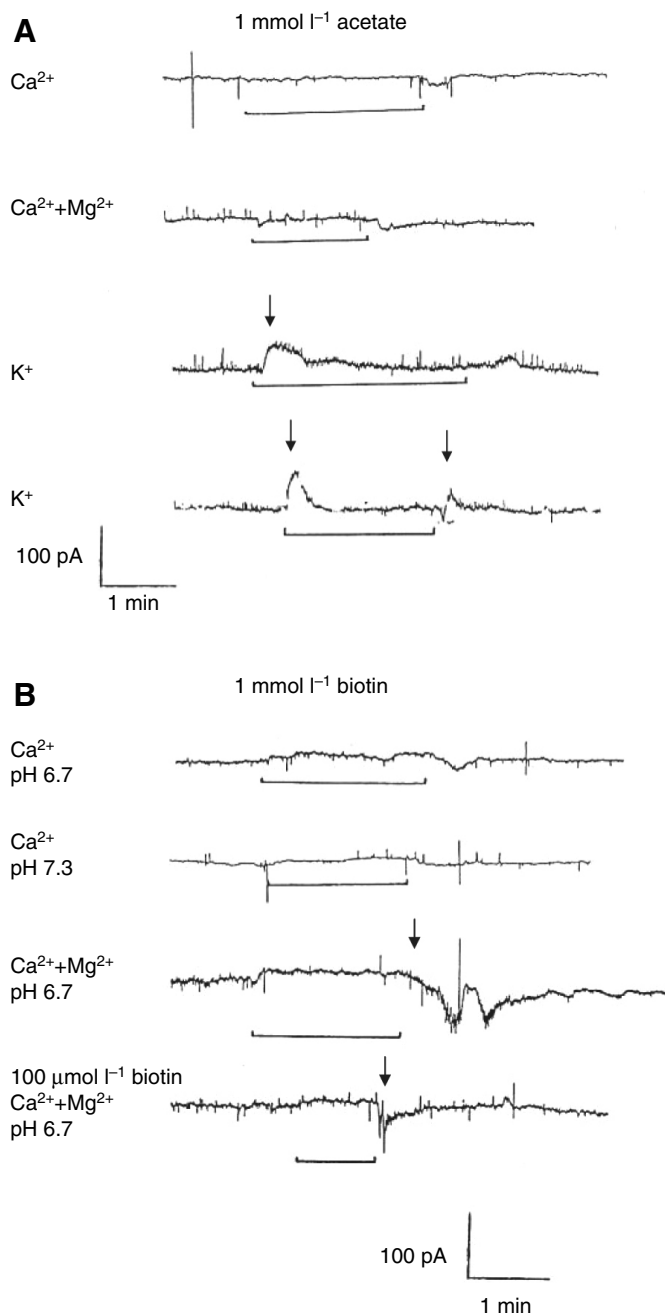 A
1 mmol l⁻¹ acetate
Ca²⁺
Ca²⁺+Mg²⁺
K⁺
K⁺
100 pA
1 min
B
1 mmol l⁻¹ biotin
Ca²⁺
pH 6.7
Ca²⁺
pH 7.3
Ca²⁺+Mg²⁺
pH 6.7
100 μmol l⁻¹ biotin
Ca²⁺+Mg²⁺
pH 6.7
100 pA
1 min